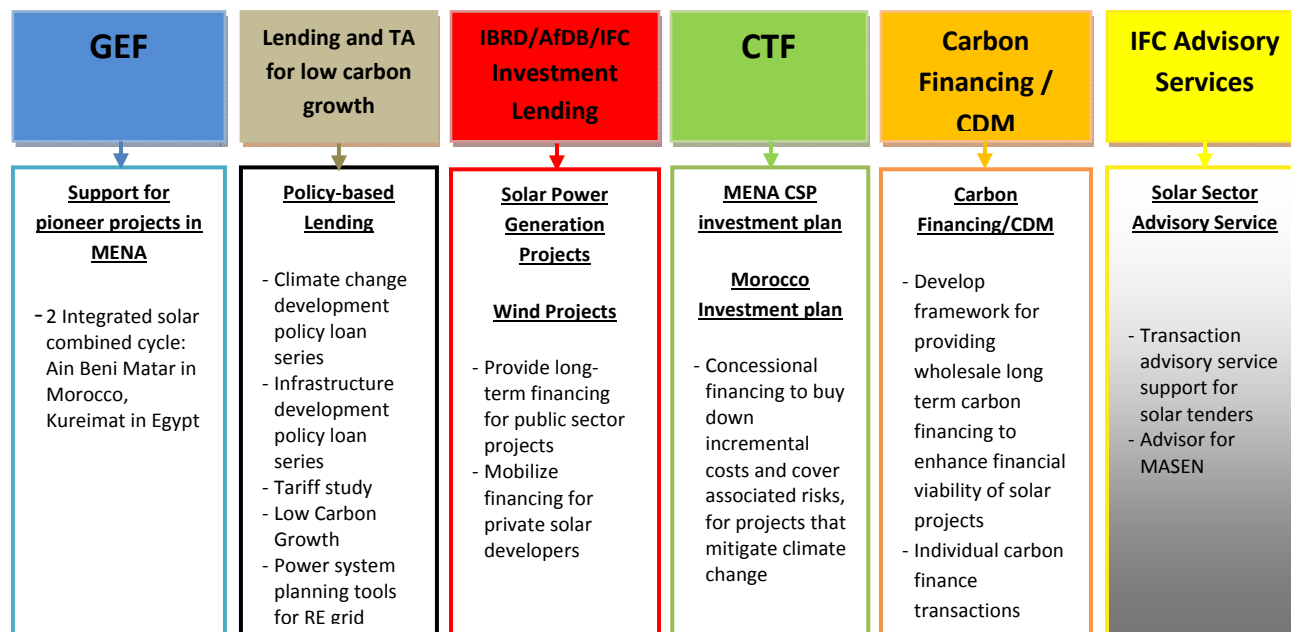 GEF
Lending and TA
for low carbon
growth
IBRD/AfDB/IFC
Investment
Lending
CTF
Carbon
Financing /
CDM
IFC Advisory
Services
Support for
pioneer projects in
MENA
- 2 Integrated solar
combined cycle:
Ain Beni Matar in
Morocco,
Kureimat in Egypt
Policy-based
Lending
- Climate change
development
policy loan
series
- Infrastructure
development
policy loan
series
- Tariff study
- Low Carbon
Growth
- Power system
planning tools
for RE grid
Solar Power
Generation
Projects
Wind Projects
- Provide long-
term financing
for public sector
projects
- Mobilize
financing for
private solar
developers
MENA CSP
investment plan
Morocco
Investment plan
- Concessional
financing to buy
down
incremental
costs and cover
associated risks,
for projects that
mitigate climate
change
Carbon
Financing/CDM
- Develop
framework for
providing
wholesale long
term carbon
financing to
enhance financial
viability of solar
projects
- Individual carbon
finance
transactions
Solar Sector
Advisory Service
- Transaction
advisory service
support for
solar tenders
- Advisor for
MASEN